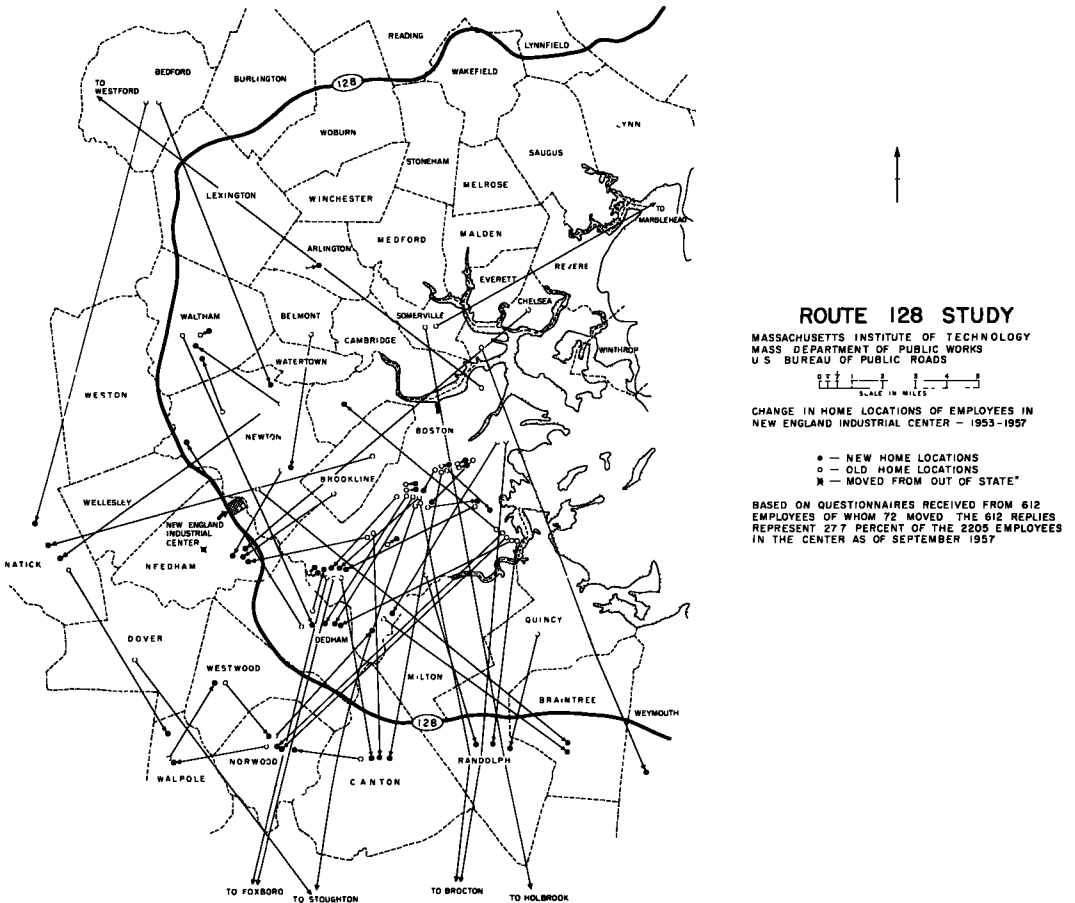 READING
LYNNFIELD
BEDFORD
BURLINGTON
WAKEFIELD
TO
WESTFORD
128
LYNN
WOBURN
SAUGUS
STONEHAM
LEXINGTON
WINCHESTER
MELROSE
TO
MARBLEHEAD
MEDFORD
MALDEN
ARLINGTON
REVERE
EVERETT
CHELSEA
WALTHAM
BELMONT
SOMERVILLE
CAMBRIDGE
WINTHROP
WATERTOWN
WESTON
BOSTON
NEWTON
BROOKLINE
WELLESLEY
NEW ENGLAND
INDUSTRIAL
CENTER
NATICK
NEEDHAM
QUINCY
DOVER
DEDHAM
WESTWOOD
MILTON
BRAINTREE
WEYMOUTH
128
NORWOOD
RANDOLPH
WALPOLE
CANTON
TO FOXBORO
TO STOUGHTON
TO BROCTON
TO HOLBROOK
ROUTE 128 STUDY
MASSACHUSETTS INSTITUTE OF TECHNOLOGY
MASS DEPARTMENT OF PUBLIC WORKS
U S BUREAU OF PUBLIC ROADS
1 2 3 4 5
SCALE IN MILES
CHANGE IN HOME LOCATIONS OF EMPLOYEES IN
NEW ENGLAND INDUSTRIAL CENTER – 1953-1957
● — NEW HOME LOCATIONS
○ — OLD HOME LOCATIONS
— MOVED FROM OUT OF STATE"
BASED ON QUESTIONNAIRES RECEIVED FROM 612
EMPLOYEES OF WHOM 72 MOVED THE 612 REPLIES
REPRESENT 277 PERCENT OF THE 2205 EMPLOYEES
IN THE CENTER AS OF SEPTEMBER 1957